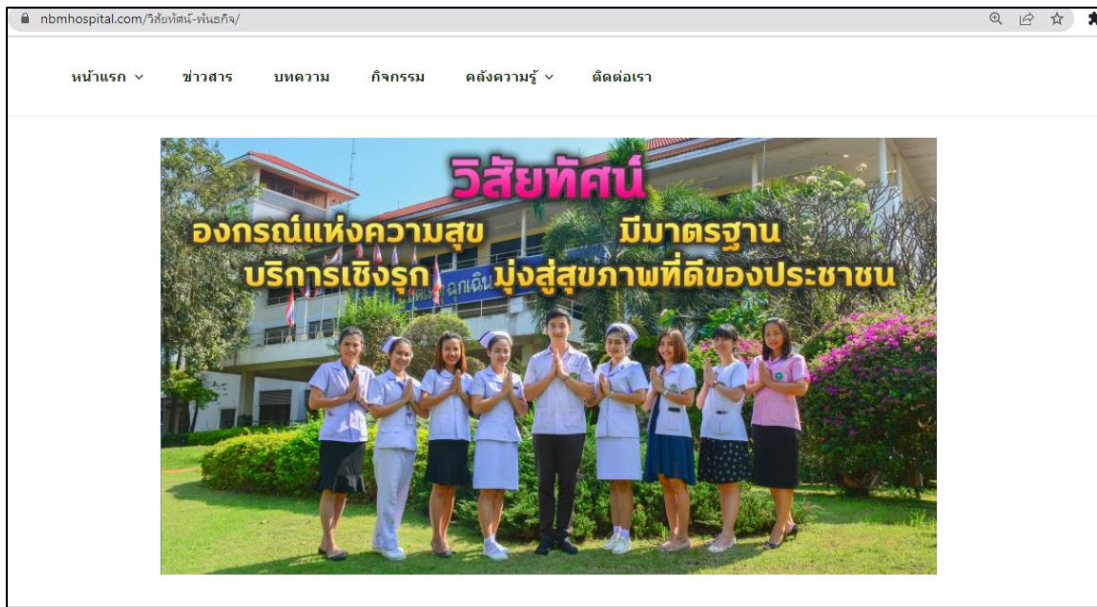 nbmhospital.com/วิสัยทัศน์-พันธกิจ/
หน้าแรก ข่าวสาร บทความ กิจกรรม คลังความรู้ ติดต่อเรา
วิสัยทัศน์
องกรณ์แห่งความสุข มีมาตรฐาน
บริการเชิงรุก มุ่งสู่สุขภาพที่ดีของประชาชน
ฉุกเฉิน